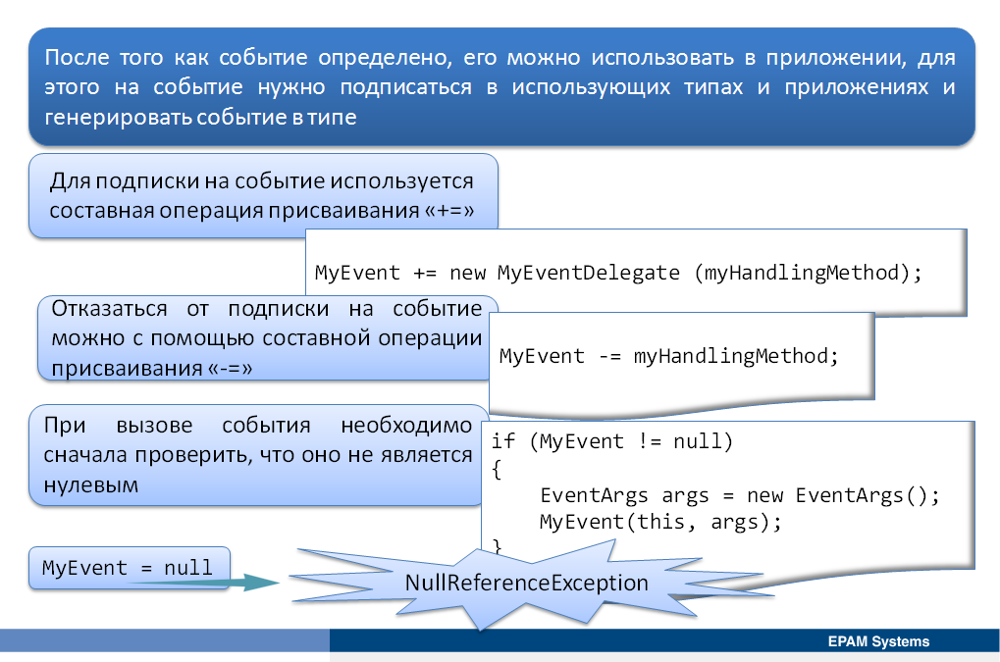 После того как событие определено, его можно использовать в приложении, для
этого на событие нужно подписаться в использующих типах и приложениях и
генерировать событие в типе
Для подписки на событие используется
составная операция присваивания «+=»
MyEvent += new MyEventDelegate (myHandlingMethod);
Отказаться от подписки на событие
можно с помощью составной операции
присваивания «-=»
MyEvent -= myHandlingMethod;
При вызове события необходимо
сначала проверить, что оно не является
нулевым
if (MyEvent != null)
{
    EventArgs args = new EventArgs();
    MyEvent(this, args);
}
MyEvent = null
NullReferenceException
EPAM Systems